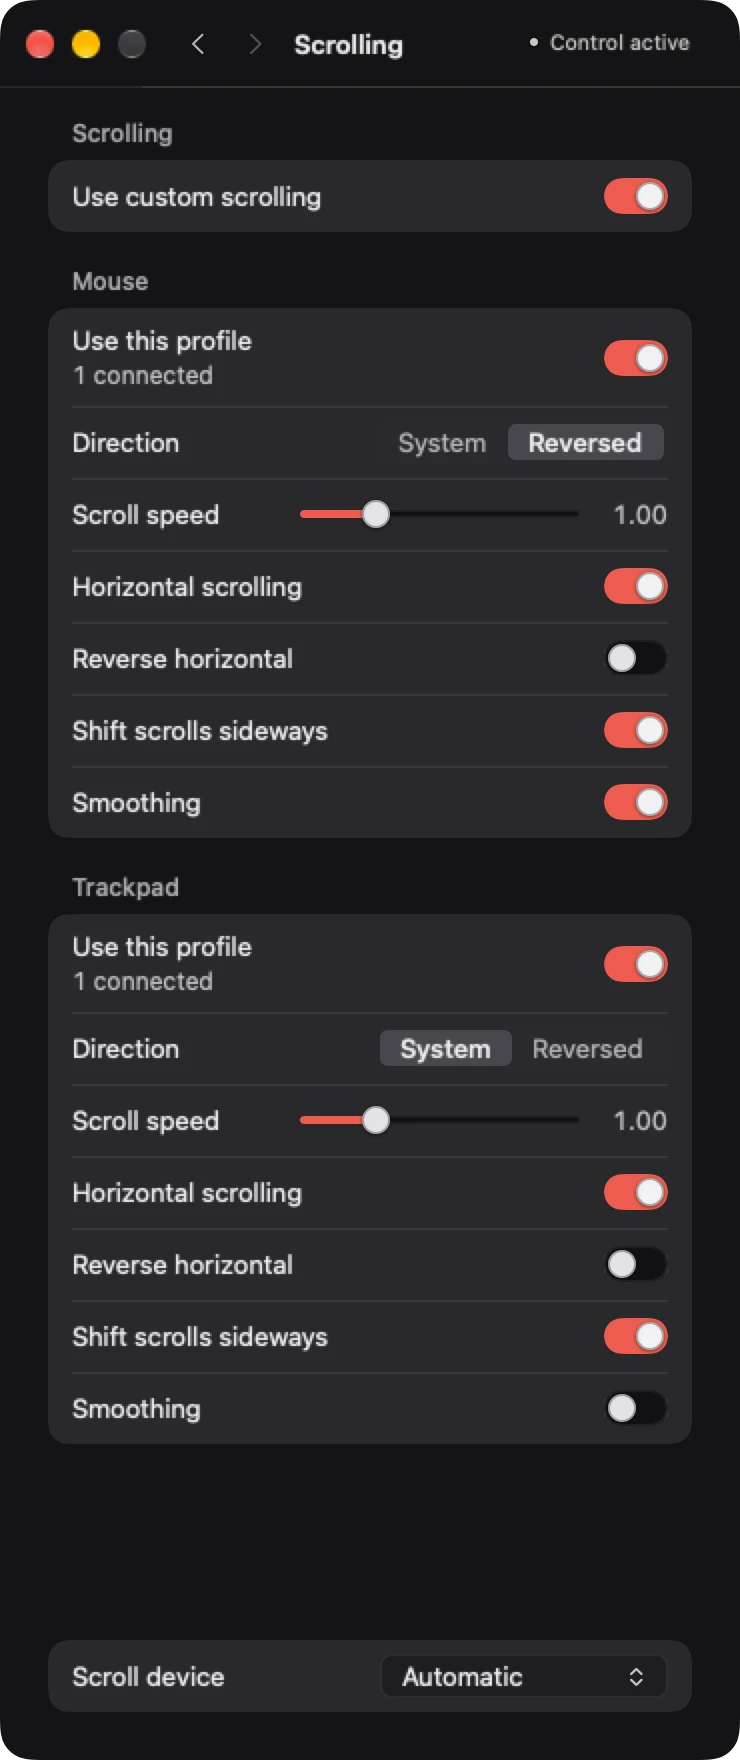 Scrolling
Control active
Scrolling
Use custom scrolling
Mouse
Use this profile
1 connected
Direction System Reversed
Scroll speed 1.00
Horizontal scrolling
Reverse horizontal
Shift scrolls sideways
Smoothing
Trackpad
Use this profile
1 connected
Direction System Reversed
Scroll speed 1.00
Horizontal scrolling
Reverse horizontal
Shift scrolls sideways
Smoothing
Scroll device Automatic